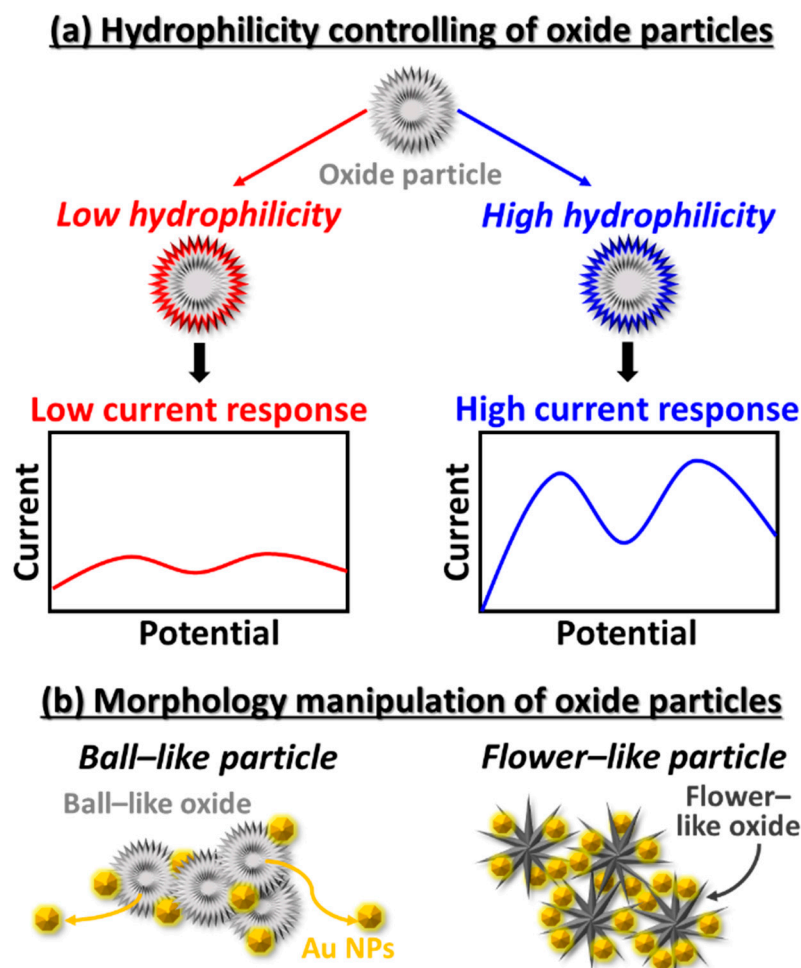 (a) Hydrophilicity controlling of oxide particles
Oxide particle
Low hydrophilicity
High hydrophilicity
Low current response
High current response
Current
Potential
Current
Potential
(b) Morphology manipulation of oxide particles
Ball–like particle
Flower–like particle
Ball–like oxide
Flower–
like oxide
Au NPs